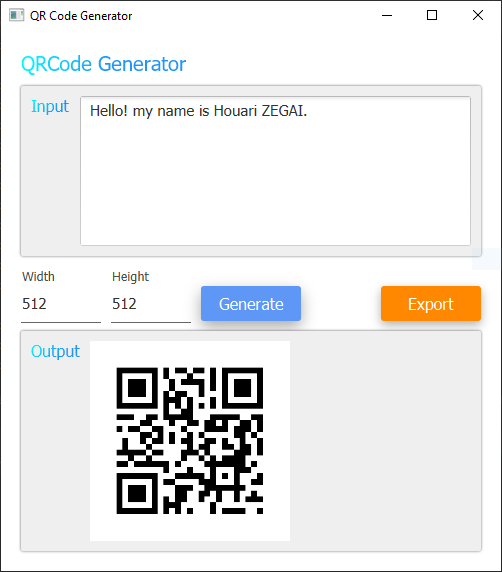 QR Code Generator
QRCode Generator
Input
Hello! my name is Houari ZEGAI.
Width
Height
512
512
Generate
Export
Output